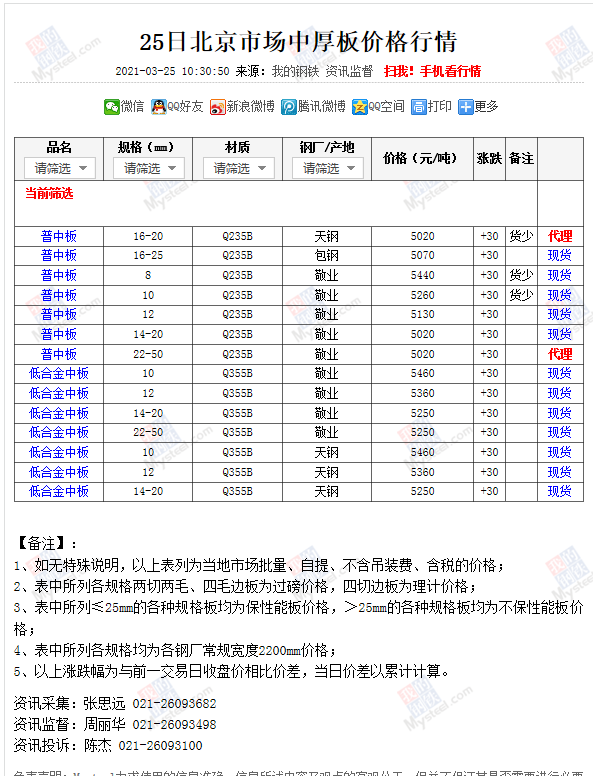 25日北京市场中厚板价格行情
2021-03-25 10:30:50 来源：我的钢铁 资讯监督 扫我！手机看行情
微信 QQ好友 新浪微博 腾讯微博 QQ空间 打印 更多
品名 规格（mm） 材质 钢厂/产地 价格（元/吨） 涨跌 备注
请筛选 请筛选 请筛选 请筛选
当前筛选
普中板 16-20 Q235B 天钢 5020 +30 货少 代理
普中板 16-25 Q235B 包钢 5070 +30 现货
普中板 8 Q235B 敬业 5440 +30 货少 现货
普中板 10 Q235B 敬业 5260 +30 货少 现货
普中板 12 Q235B 敬业 5130 +30 现货
普中板 14-20 Q235B 敬业 5020 +30 现货
普中板 22-50 Q235B 敬业 5020 +30 代理
低合金中板 10 Q355B 敬业 5460 +30 现货
低合金中板 12 Q355B 敬业 5360 +30 现货
低合金中板 14-20 Q355B 敬业 5250 +30 现货
低合金中板 22-50 Q355B 敬业 5250 +30 现货
低合金中板 10 Q355B 天钢 5460 +30 现货
低合金中板 12 Q355B 天钢 5360 +30 现货
低合金中板 14-20 Q355B 天钢 5250 +30 现货
【备注】：
1、如无特殊说明，以上表列为当地市场批量、自提、不含吊装费、含税的价格；
2、表中所列各规格两切两毛、四毛边板为过磅价格，四切边板为理计价格；
3、表中所列≤25mm的各种规格板均为保性能板价格，＞25mm的各种规格板均为不保性能板价
格；
4、表中所列各规格均为各钢厂常规宽度2200mm价格；
5、以上涨跌幅为与前一交易日收盘价相比价差，当日价差以累计计算。
资讯采集：张思远 021-26093682
资讯监督：周丽华 021-26093498
资讯投诉：陈杰 021-26093100